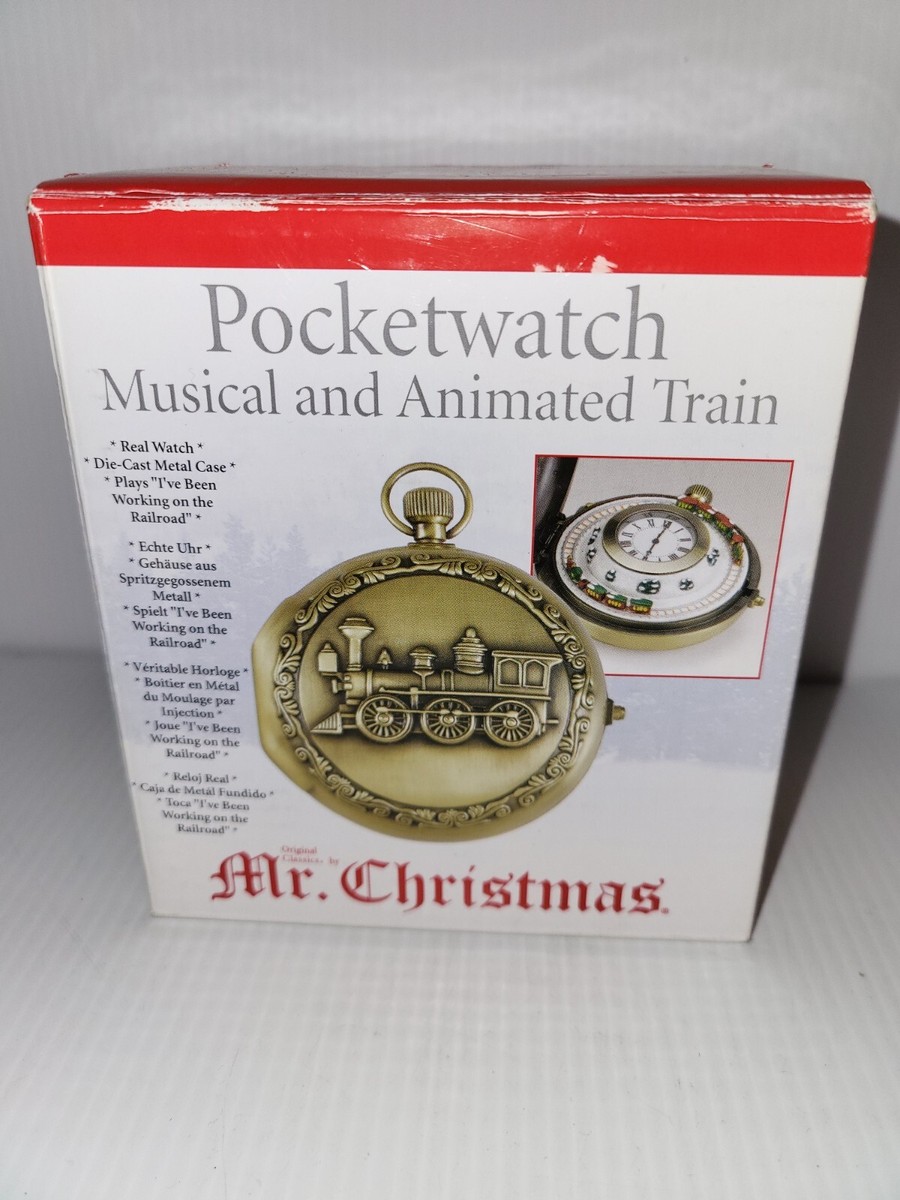 Pocketwatch
Musical and Animated Train
* Real Watch *
* Die-Cast Metal Case *
* Plays "I've Been
Working on the
Railroad" *
* Echte Uhr *
* Gehäuse aus
Spritzgegossenem
Metall *
* Spielt "I've Been
Working on the
Railroad" *
* Véritable Horloge *
* Boitier en Métal
du Moulage par
Injection *
* Joue "I've Been
Working on the
Railroad" *
* Reloj Real *
* Caja de Metál Fundido *
* Toca "I've Been
Working on the
Railroad" *
Original
Classics® by
Mr. Christmas®